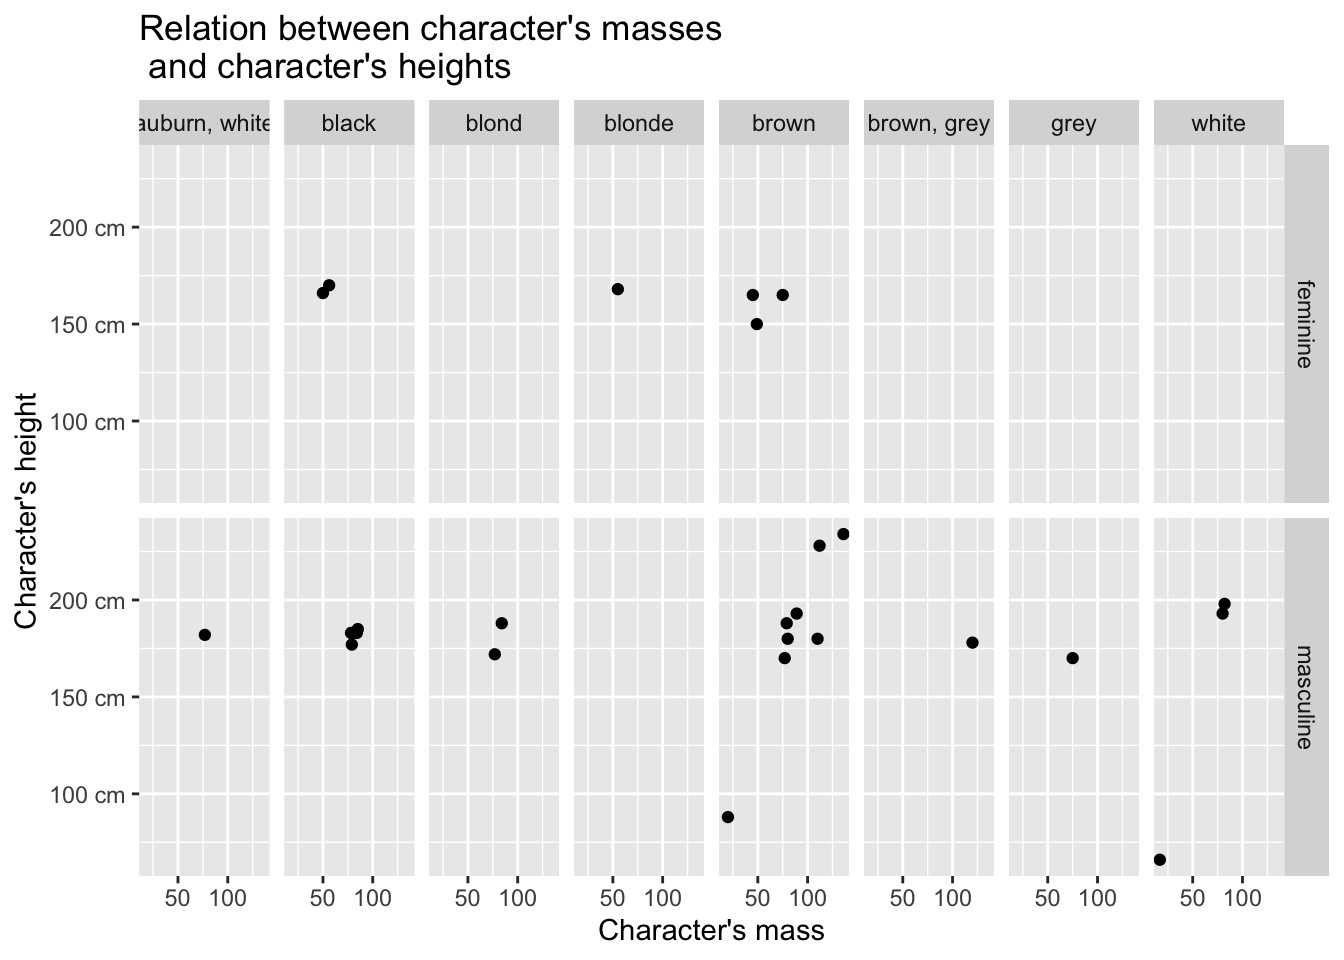 Relation between character's masses
and character's heights
auburn, white
black
blond
blonde
brown
brown, grey
grey
white
200 cm
150 cm
100 cm
feminine
Character's height
200 cm
150 cm
100 cm
masculine
50 100 50 100 50 100 50 100 50 100 50 100 50 100 50 100
Character's mass